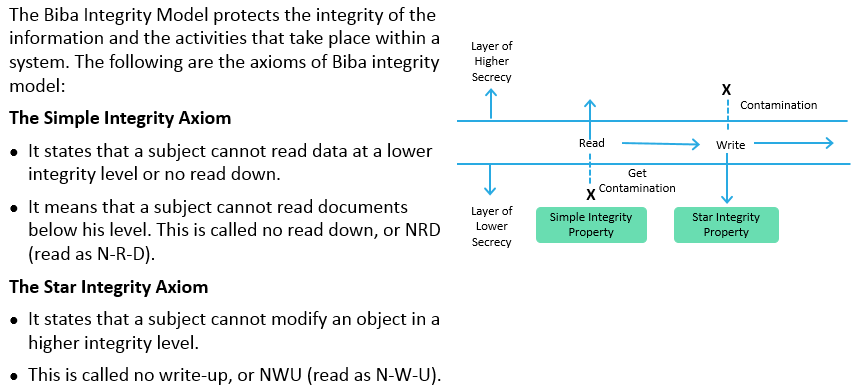 The Biba Integrity Model protects the integrity of the
information and the activities that take place within a
system. The following are the axioms of Biba integrity
model:
The Simple Integrity Axiom
• It states that a subject cannot read data at a lower
integrity level or no read down.
• It means that a subject cannot read documents
below his level. This is called no read down, or NRD
(read as N-R-D).
The Star Integrity Axiom
• It states that a subject cannot modify an object in a
higher integrity level.
• This is called no write-up, or NWU (read as N-W-U).
Layer of
Higher
Secrecy
X
Contamination
Read
Write
Get
Contamination
X
Layer of
Lower
Secrecy
Simple Integrity
Property
Star Integrity
Property